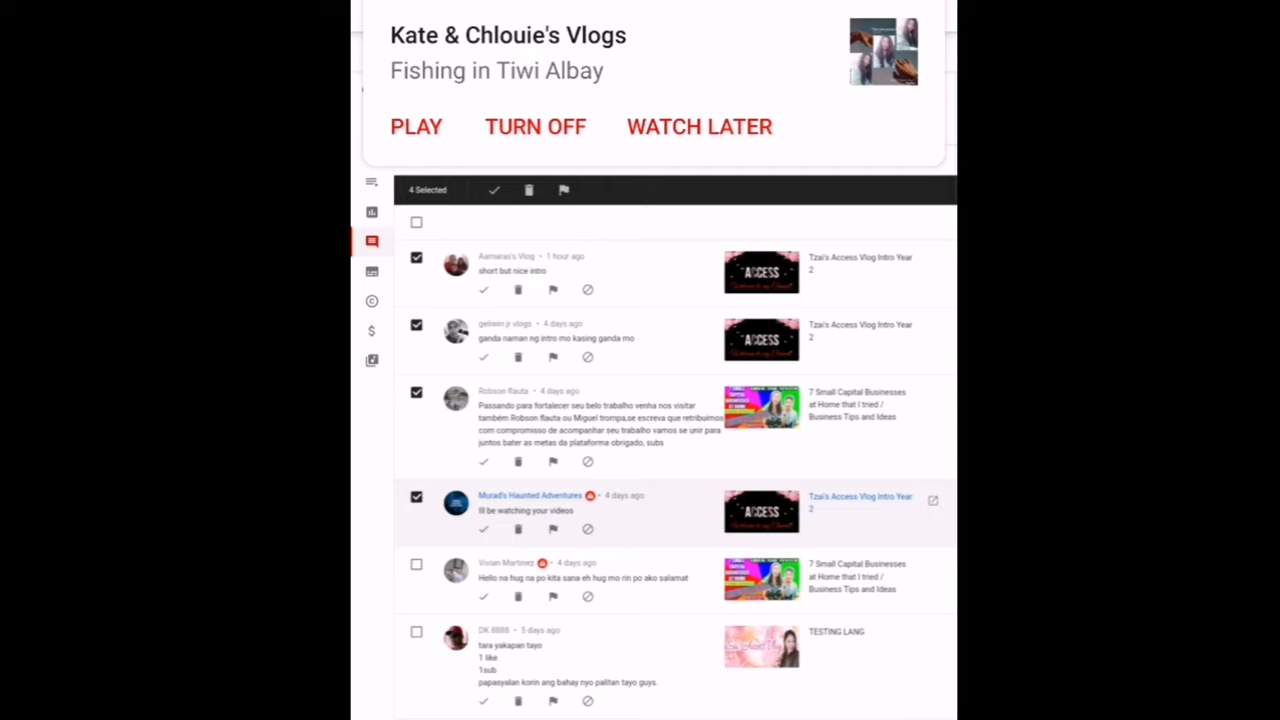 Kate & Chlouie's Vlogs
Fishing in Tiwi Albay
PLAY TURN OFF WATCH LATER
4 Selected
Aamaras's Vlog • 1 hour ago
short but nice intro
ACCESS
Tzai's Access Vlog Intro Year
2
geliwin jr vlogs • 4 days ago
ganda naman ng intro mo kasing ganda mo
ACCESS
Tzai's Access Vlog Intro Year
2
Robson flauta • 4 days ago
Passando para fortalecer seu belo trabalho venha nos visitar
também Robson flauta ou Miguel trompa,se escreva que retribuimos
com compromisso de acompanhar seu trabalho vamos se unir para
juntos bater as metas da plataforma obrigado, subs
7 Small Capital Businesses
at Home that I tried /
Business Tips and Ideas
Murad's Haunted Adventures • 4 days ago
Ill be watching your videos
ACCESS
Tzai's Access Vlog Intro Year
2
Vivian Martinez • 4 days ago
Hello na hug na po kita sana eh hug mo rin po ako salamat
7 Small Capital Businesses
at Home that I tried /
Business Tips and Ideas
DK 8888 • 5 days ago
tara yakapan tayo
1 like
1sub
papasyalan korin ang bahay nyo palitan tayo guys.
TESTING LANG